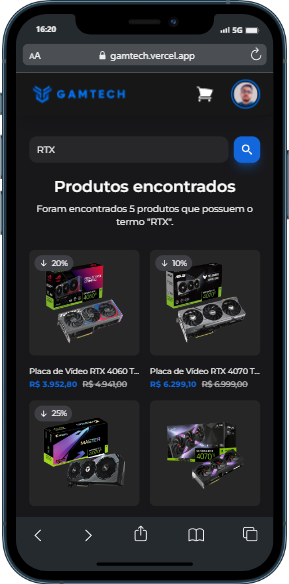 16:20
5G
AA
gamtech.vercel.app
GAMTECH
RTX
Produtos encontrados
Foram encontrados 5 produtos que possuem o
termo "RTX".
20%
10%
Placa de Vídeo RTX 4060 T...
Placa de Vídeo RTX 4070 T...
R$ 3.952,80 R$ 4.941,00
R$ 6.299,10 R$ 6.999,00
25%